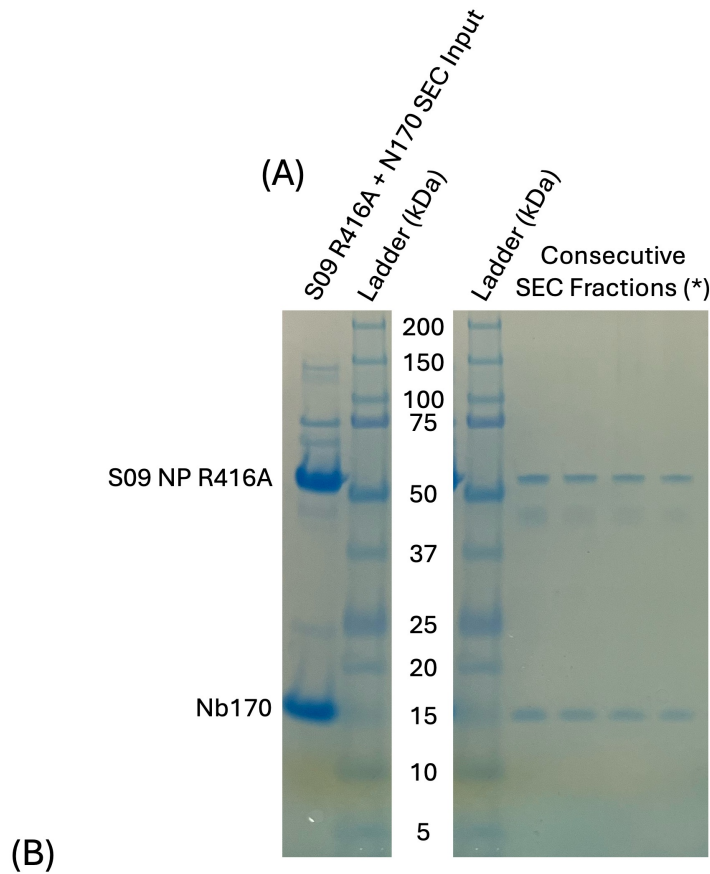 (A)
S09 R416A + N170 SEC Input
Ladder (kDa)
Ladder (kDa)
Consecutive
SEC Fractions (*)
200
150
100
75
S09 NP R416A
50
37
25
20
Nb170
15
10
5
(B)